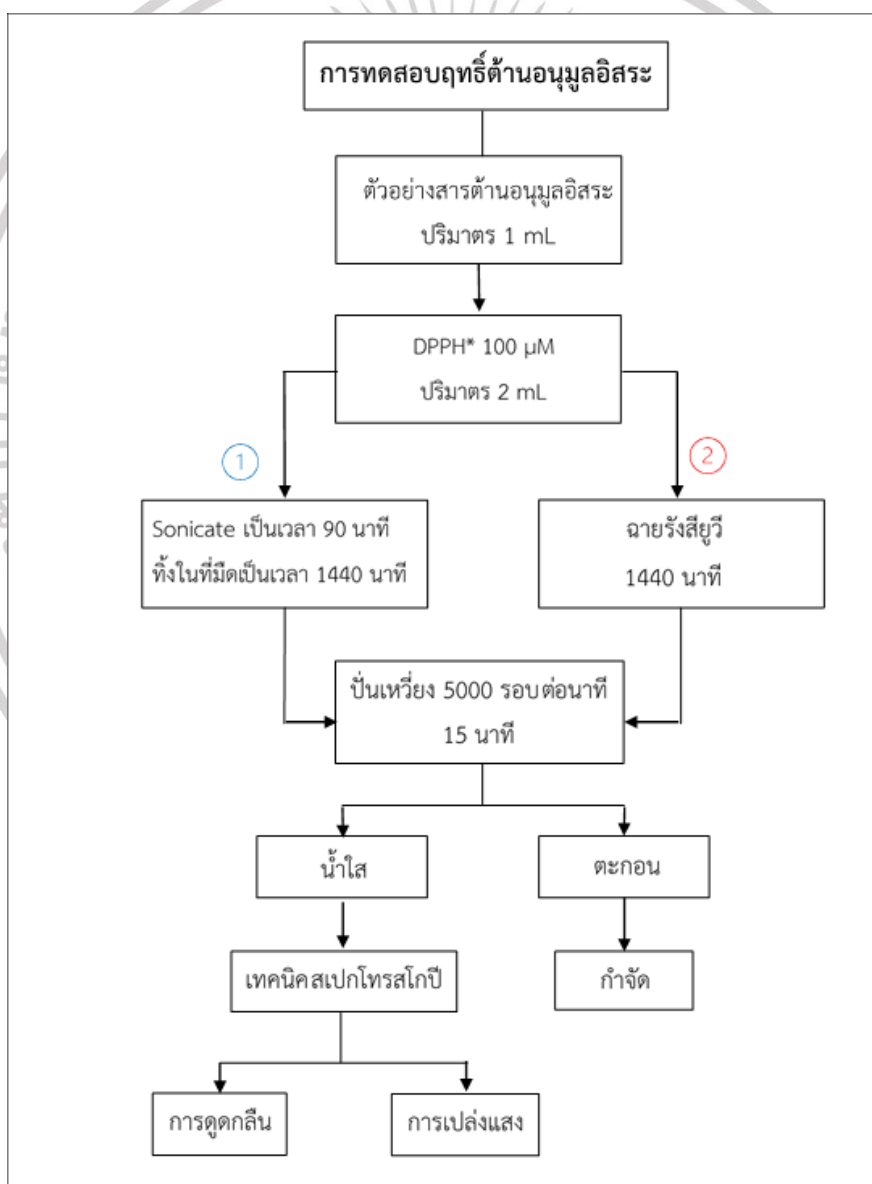 การทดสอบฤทธิ์ต้านอนุมูลอิสระ
ตัวอย่างสารต้านอนุมูลอิสระ
ปริมาตร 1 mL
DPPH* 100 µM
ปริมาตร 2 mL
1
2
Sonicate เป็นเวลา 90 นาที
ทิ้งในที่มืดเป็นเวลา 1440 นาที
ฉายรังสียูวี
1440 นาที
ปั่นเหวี่ยง 5000 รอบต่อนาที
15 นาที
น้ำใส
ตะกอน
เทคนิคสเปกโทรสโกปี
กำจัด
การดูดกลืน
การเปล่งแสง